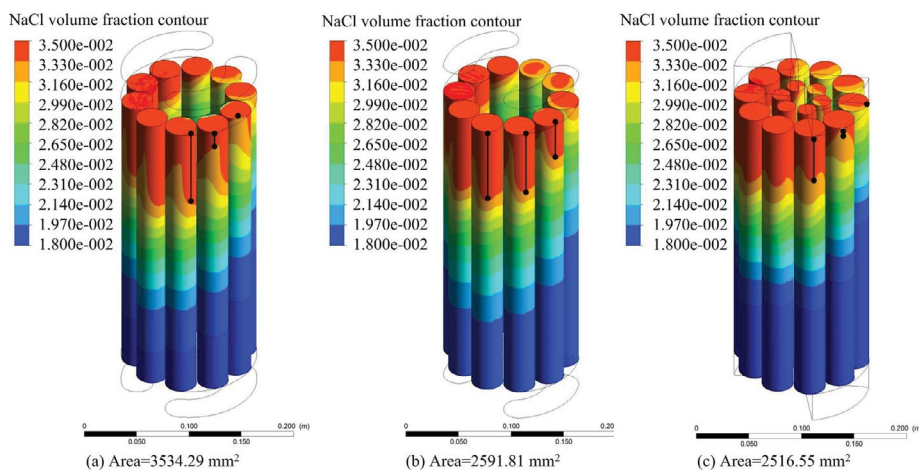 NaCl volume fraction contour
3.500e-002
3.330e-002
3.160e-002
2.990e-002
2.820e-002
2.650e-002
2.480e-002
2.310e-002
2.140e-002
1.970e-002
1.800e-002
0.100
0.200 (m)
0.050
0.150
(a) Area=3534.29 mm²
NaCl volume fraction contour
3.500e-002
3.330e-002
3.160e-002
2.990e-002
2.820e-002
2.650e-002
2.480e-002
2.310e-002
2.140e-002
1.970e-002
1.800e-002
0.100
0.200 (m)
0.050
0.150
(b) Area=2591.81 mm²
NaCl volume fraction contour
3.500e-002
3.330e-002
3.160e-002
2.990e-002
2.820e-002
2.650e-002
2.480e-002
2.310e-002
2.140e-002
1.970e-002
1.800e-002
0.100
0.200 (m)
0.050
0.150
(c) Area=2516.55 mm²